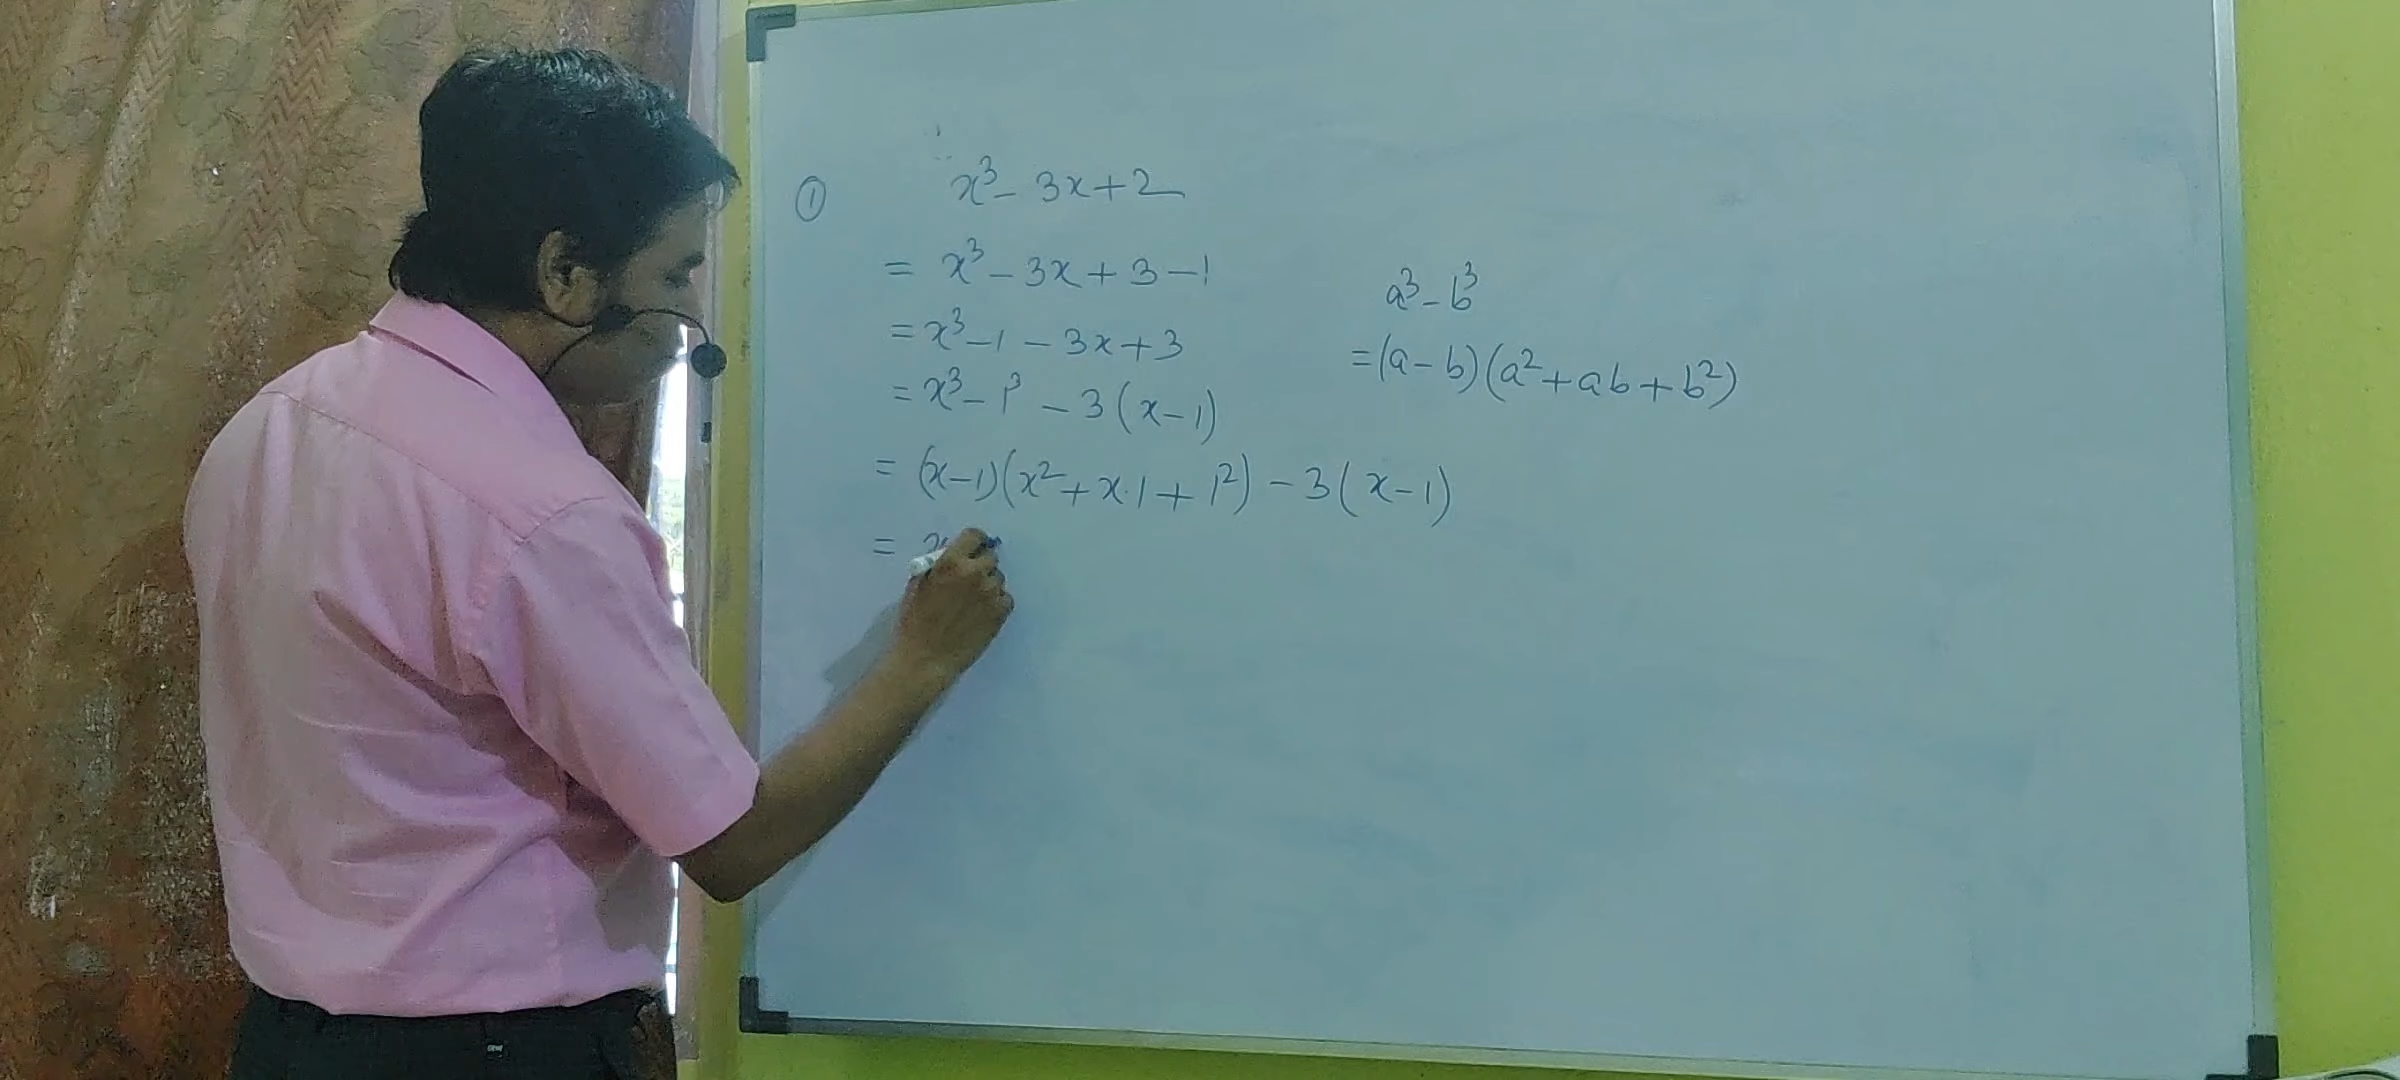 ① x³ - 3x + 2
= x³ - 3x + 3 - 1
= x³ - 1 - 3x + 3
= x³ - 1³ - 3(x - 1)
= (x - 1)(x² + x.1 + 1²) - 3(x - 1)
=
a³ - b³
= (a - b)(a² + ab + b²)